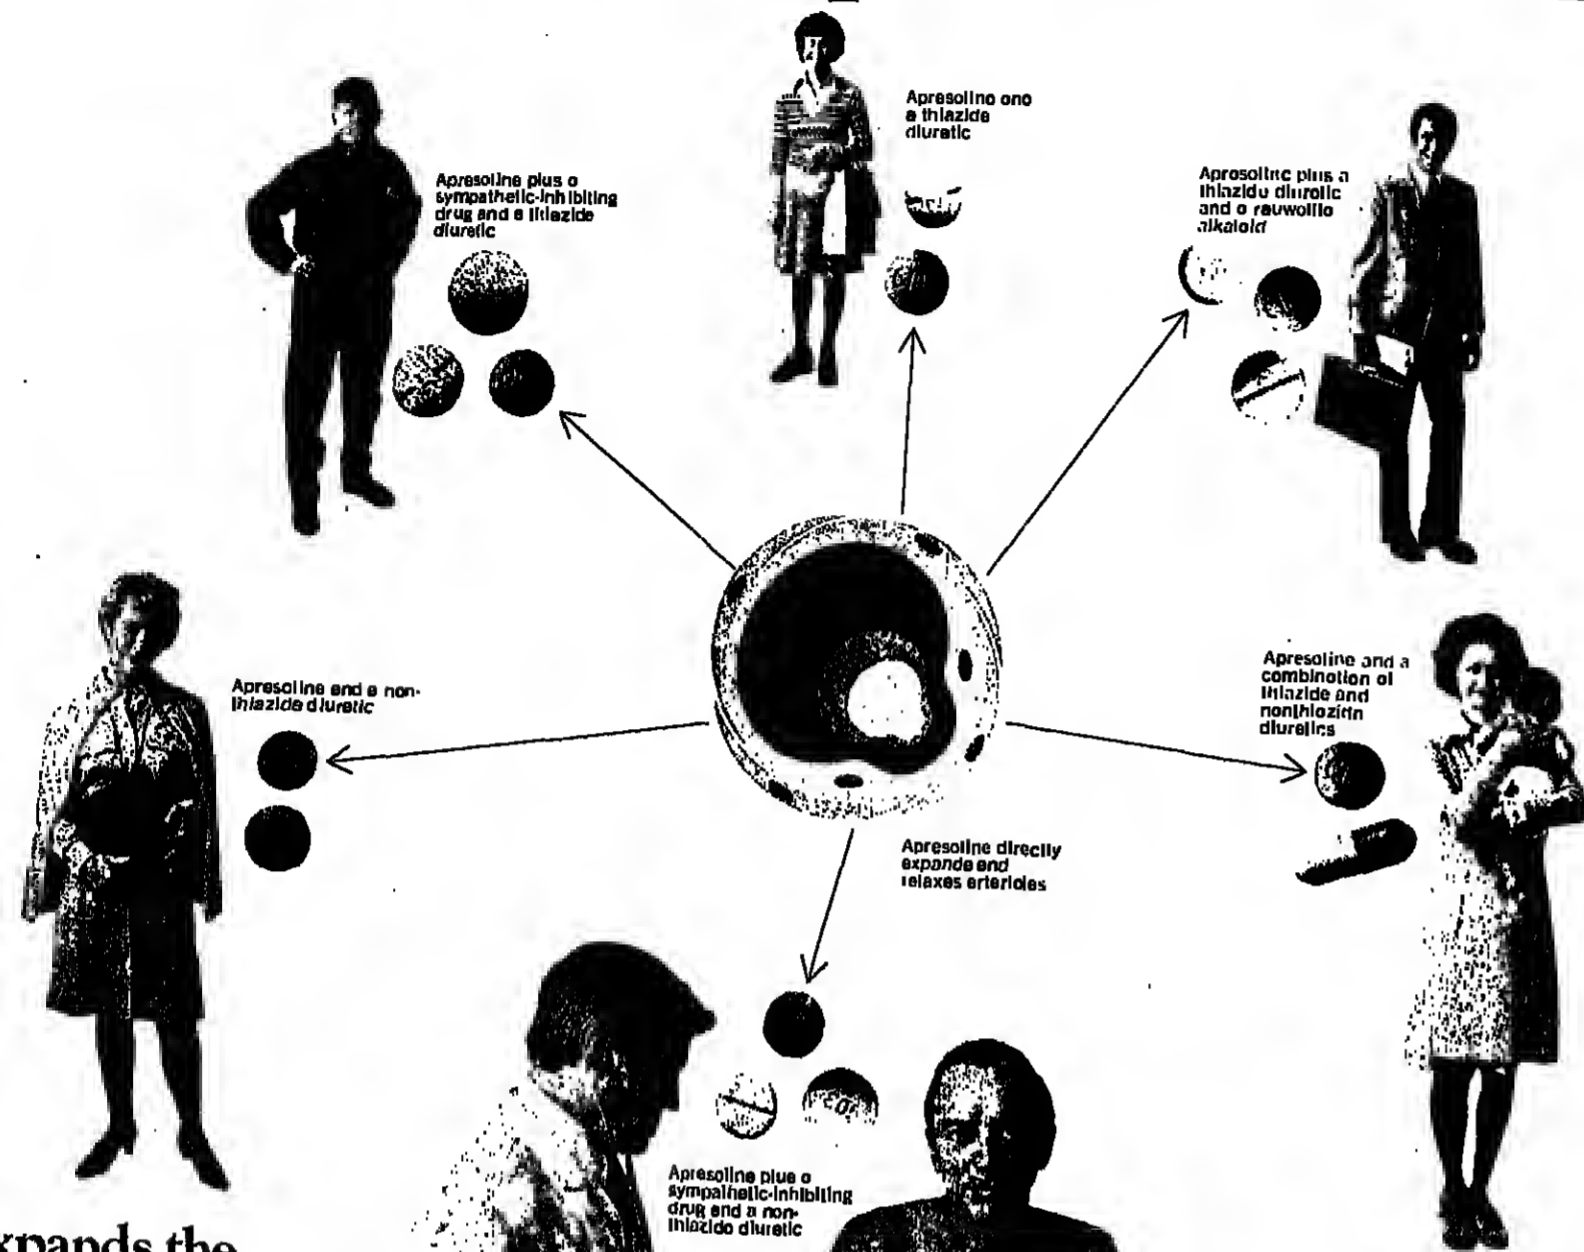 Apresoline and
a thiazide
diuretic
Apresoline plus a
sympathetic-inhibiting
drug and a thiazide
diuretic
Apresoline plus a
thiazide diuretic
and a rauwolfia
alkaloid
Apresoline and a non-
thiazide diuretic
Apresoline and a
combination of
thiazide and
nonthiazide
diuretics
Apresoline directly
expands and
relaxes arterioles
Apresoline plus a
sympathetic-inhibiting
drug and a non-
thiazide diuretic
xpands the